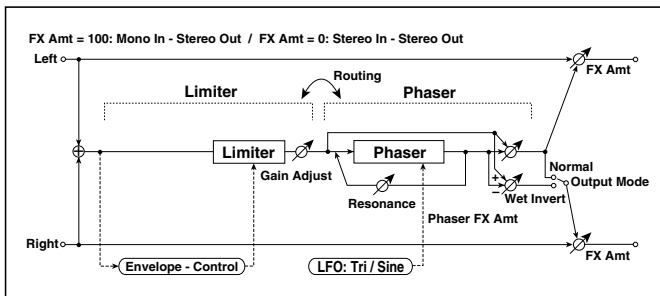 FX Amt = 100: Mono In - Stereo Out / FX Amt = 0: Stereo In - Stereo Out
Left
FX Amt
Routing
Limiter
Phaser
Limiter
Phaser
Gain Adjust
Normal
Output Mode
+
−
Wet Invert
Resonance
Phaser FX Amt
Right
FX Amt
Envelope - Control
LFO: Tri / Sine